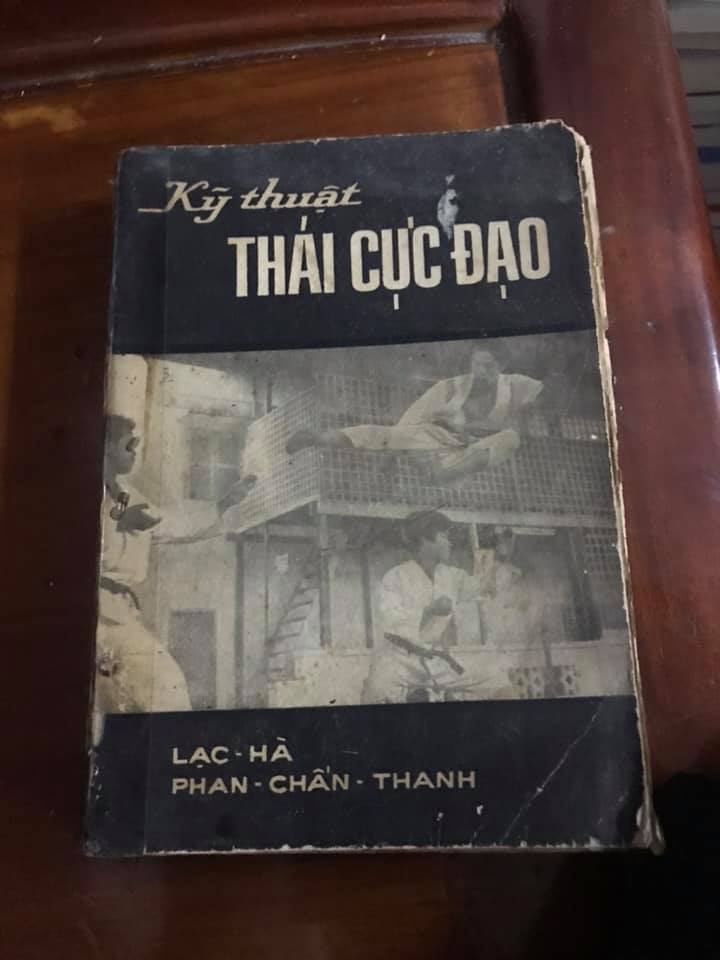 Kỹ thuật
THÁI CỰC ĐẠO
LẠC - HÀ
PHAN - CHẤN - THANH